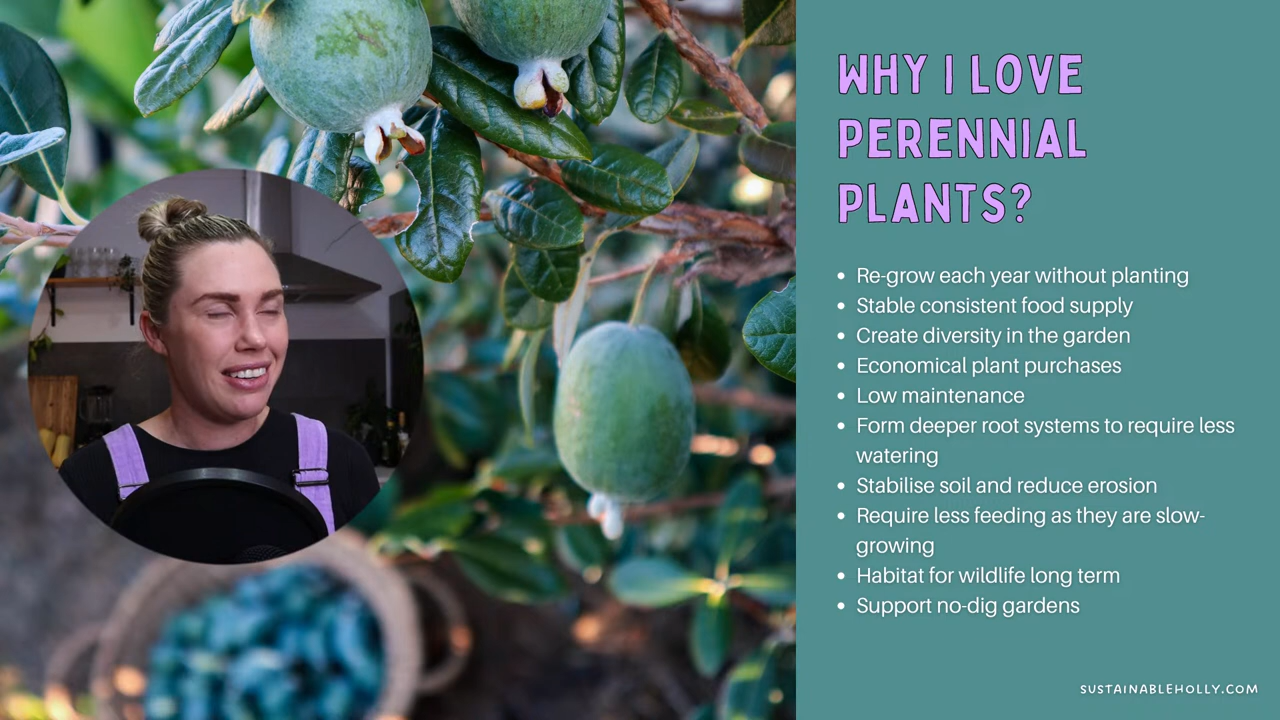 WHY I LOVE
PERENNIAL
PLANTS?
• Re-grow each year without planting
• Stable consistent food supply
• Create diversity in the garden
• Economical plant purchases
• Low maintenance
• Form deeper root systems to require less
watering
• Stabilise soil and reduce erosion
• Require less feeding as they are slow-
growing
• Habitat for wildlife long term
• Support no-dig gardens
SUSTAINABLEHOLLY.COM